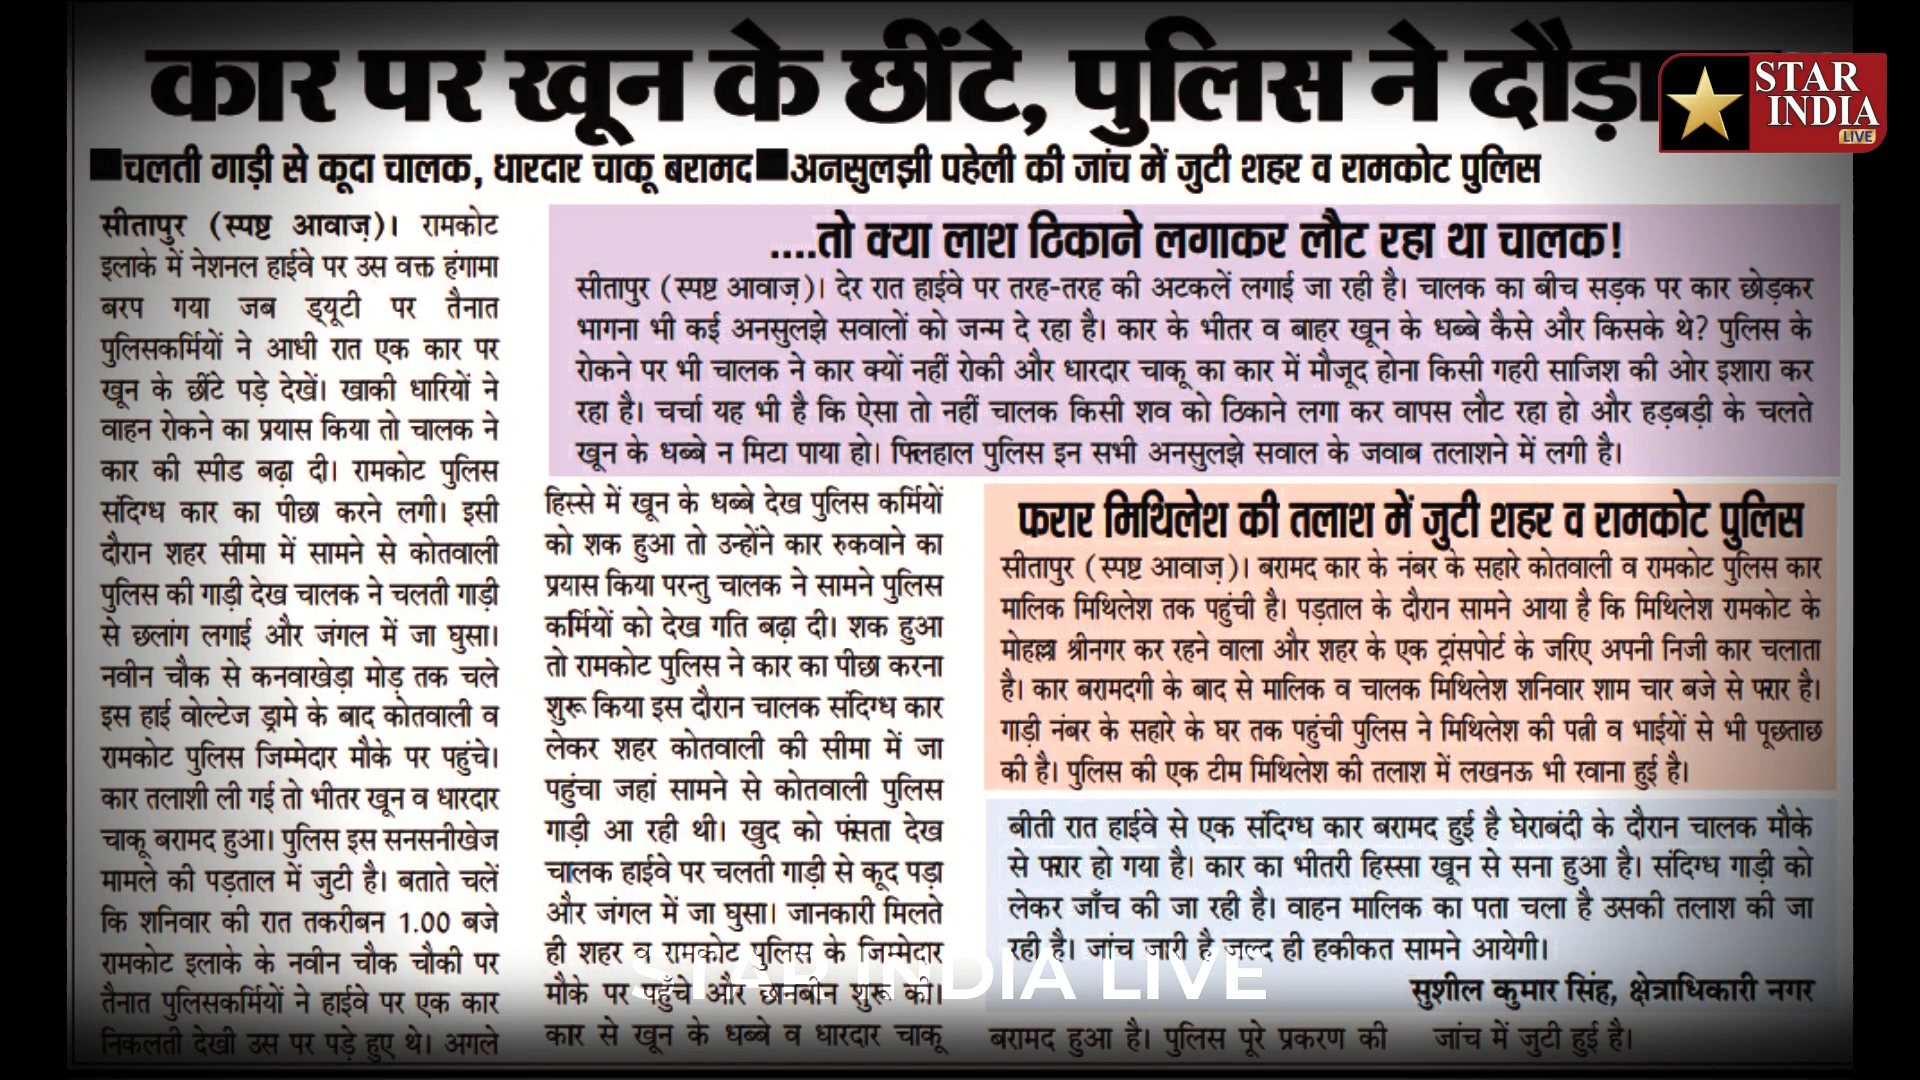 कार पर खून के छींटे, पुलिस ने दौड़ा
STAR
INDIA
LIVE
■चलती गाड़ी से कूदा चालक, धारदार चाकू बरामद■अनसुलझी पहेली की जांच में जुटी शहर व रामकोट पुलिस
सीतापुर (स्पष्ट आवाज़)। रामकोट
इलाके में नेशनल हाईवे पर उस वक्त हंगामा
बरप गया जब ड्यूटी पर तैनात
पुलिसकर्मियों ने आधी रात एक कार पर
खून के छींटे पड़े देखें। खाकी धारियों ने
वाहन रोकने का प्रयास किया तो चालक ने
कार की स्पीड बढ़ा दी। रामकोट पुलिस
संदिग्ध कार का पीछा करने लगी। इसी
दौरान शहर सीमा में सामने से कोतवाली
पुलिस की गाड़ी देख चालक ने चलती गाड़ी
से छलांग लगाई और जंगल में जा घुसा।
नवीन चौक से कनवाखेड़ा मोड़ तक चले
इस हाई वोल्टेज ड्रामे के बाद कोतवाली व
रामकोट पुलिस जिम्मेदार मौके पर पहुंचे।
कार तलाशी ली गई तो भीतर खून व धारदार
चाकू बरामद हुआ। पुलिस इस सनसनीखेज
मामले की पड़ताल में जुटी है। बताते चलें
कि शनिवार की रात तकरीबन 1.00 बजे
रामकोट इलाके के नवीन चौक चौकी पर
तैनात पुलिसकर्मियों ने हाईवे पर एक कार
निकलती देखी उस पर पड़े हुए थे। अगले
....तो क्या लाश ठिकाने लगाकर लौट रहा था चालक!
सीतापुर (स्पष्ट आवाज़)। देर रात हाईवे पर तरह-तरह की अटकलें लगाई जा रही है। चालक का बीच सड़क पर कार छोड़कर
भागना भी कई अनसुलझे सवालों को जन्म दे रहा है। कार के भीतर व बाहर खून के धब्बे कैसे और किसके थे? पुलिस के
रोकने पर भी चालक ने कार क्यों नहीं रोकी और धारदार चाकू का कार में मौजूद होना किसी गहरी साजिश की ओर इशारा कर
रहा है। चर्चा यह भी है कि ऐसा तो नहीं चालक किसी शव को ठिकाने लगा कर वापस लौट रहा हो और हड़बड़ी के चलते
खून के धब्बे न मिटा पाया हो। फिलहाल पुलिस इन सभी अनसुलझे सवाल के जवाब तलाशने में लगी है।
हिस्से में खून के धब्बे देख पुलिस कर्मियों
को शक हुआ तो उन्होंने कार रुकवाने का
प्रयास किया परन्तु चालक ने सामने पुलिस
कर्मियों को देख गति बढ़ा दी। शक हुआ
तो रामकोट पुलिस ने कार का पीछा करना
शुरू किया इस दौरान चालक संदिग्ध कार
लेकर शहर कोतवाली की सीमा में जा
पहुंचा जहां सामने से कोतवाली पुलिस
गाड़ी आ रही थी। खुद को फंसता देख
चालक हाईवे पर चलती गाड़ी से कूद पड़ा
और जंगल में जा घुसा। जानकारी मिलते
ही शहर व रामकोट पुलिस के जिम्मेदार
मौके पर पहुँचे और छानबीन शुरू की।
कार से खून के धब्बे व धारदार चाकू
फरार मिथिलेश की तलाश में जुटी शहर व रामकोट पुलिस
सीतापुर (स्पष्ट आवाज़)। बरामद कार के नंबर के सहारे कोतवाली व रामकोट पुलिस कार
मालिक मिथिलेश तक पहुंची है। पड़ताल के दौरान सामने आया है कि मिथिलेश रामकोट के
मोहल्ला श्रीनगर कर रहने वाला और शहर के एक ट्रांसपोर्ट के जरिए अपनी निजी कार चलाता
है। कार बरामदगी के बाद से मालिक व चालक मिथिलेश शनिवार शाम चार बजे से फरार है।
गाड़ी नंबर के सहारे के घर तक पहुंची पुलिस ने मिथिलेश की पत्नी व भाईयों से भी पूछताछ
की है। पुलिस की एक टीम मिथिलेश की तलाश में लखनऊ भी रवाना हुई है।
बीती रात हाईवे से एक संदिग्ध कार बरामद हुई है घेराबंदी के दौरान चालक मौके
से फरार हो गया है। कार का भीतरी हिस्सा खून से सना हुआ है। संदिग्ध गाड़ी को
लेकर जाँच की जा रही है। वाहन मालिक का पता चला है उसकी तलाश की जा
रही है। जांच जारी है जल्द ही हकीकत सामने आयेगी।
सुशील कुमार सिंह, क्षेत्राधिकारी नगर
बरामद हुआ है। पुलिस पूरे प्रकरण की जांच में जुटी हुई है।
STAR INDIA LIVE